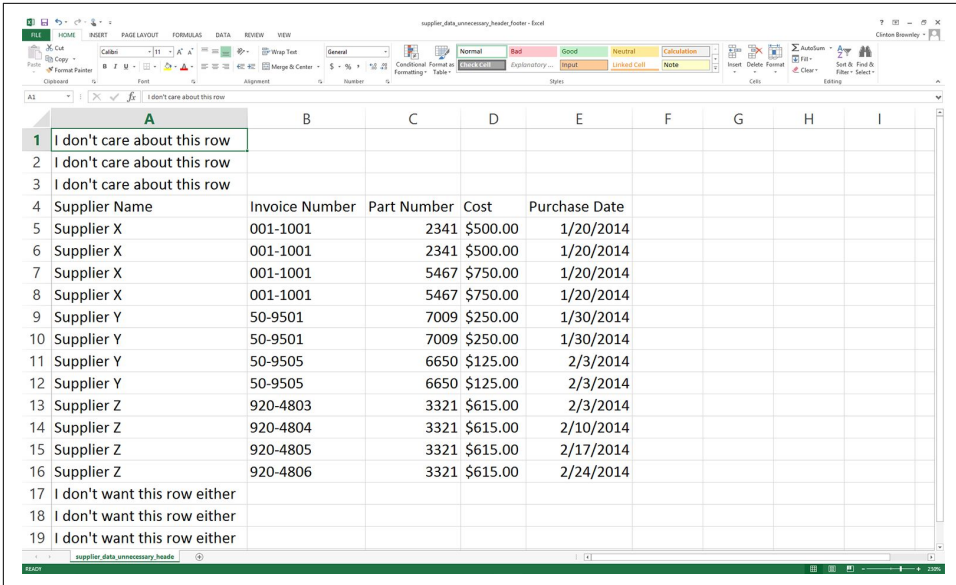 supplier_data_unnecessary_header_footer - Excel
FILE HOME INSERT PAGE LAYOUT FORMULAS DATA REVIEW VIEW Clinton Brownley
Cut Calibri 11 Wrap Text General Normal Bad Good Neutral Calculation AutoSum
Copy Fill
Paste Format Painter B I U Merge & Center $ % Conditional Formatting Format as Table Check Cell Explanatory ... Input Linked Cell Note Insert Delete Format Clear Sort & Filter Find & Select
Clipboard Font Alignment Number Styles Cells Editing
A1 fx I don't care about this row
A B C D E F G H I
1 I don't care about this row
2 I don't care about this row
3 I don't care about this row
4 Supplier Name Invoice Number Part Number Cost Purchase Date
5 Supplier X 001-1001 2341 $500.00 1/20/2014
6 Supplier X 001-1001 2341 $500.00 1/20/2014
7 Supplier X 001-1001 5467 $750.00 1/20/2014
8 Supplier X 001-1001 5467 $750.00 1/20/2014
9 Supplier Y 50-9501 7009 $250.00 1/30/2014
10 Supplier Y 50-9501 7009 $250.00 1/30/2014
11 Supplier Y 50-9505 6650 $125.00 2/3/2014
12 Supplier Y 50-9505 6650 $125.00 2/3/2014
13 Supplier Z 920-4803 3321 $615.00 2/3/2014
14 Supplier Z 920-4804 3321 $615.00 2/10/2014
15 Supplier Z 920-4805 3321 $615.00 2/17/2014
16 Supplier Z 920-4806 3321 $615.00 2/24/2014
17 I don't want this row either
18 I don't want this row either
19 I don't want this row either
supplier_data_unnecessary_heade
READY 230%